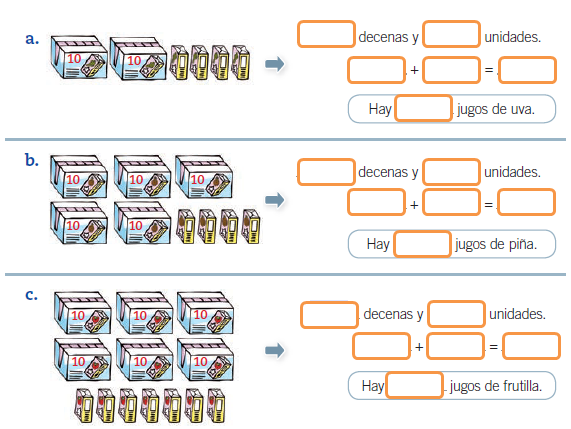 a.
10 10
decenas y unidades.
+ =
Hay jugos de uva.
b.
10 10 10
10 10
decenas y unidades.
+ =
Hay jugos de piña.
c.
10 10 10
10 10 10
decenas y unidades.
+ =
Hay jugos de frutilla.